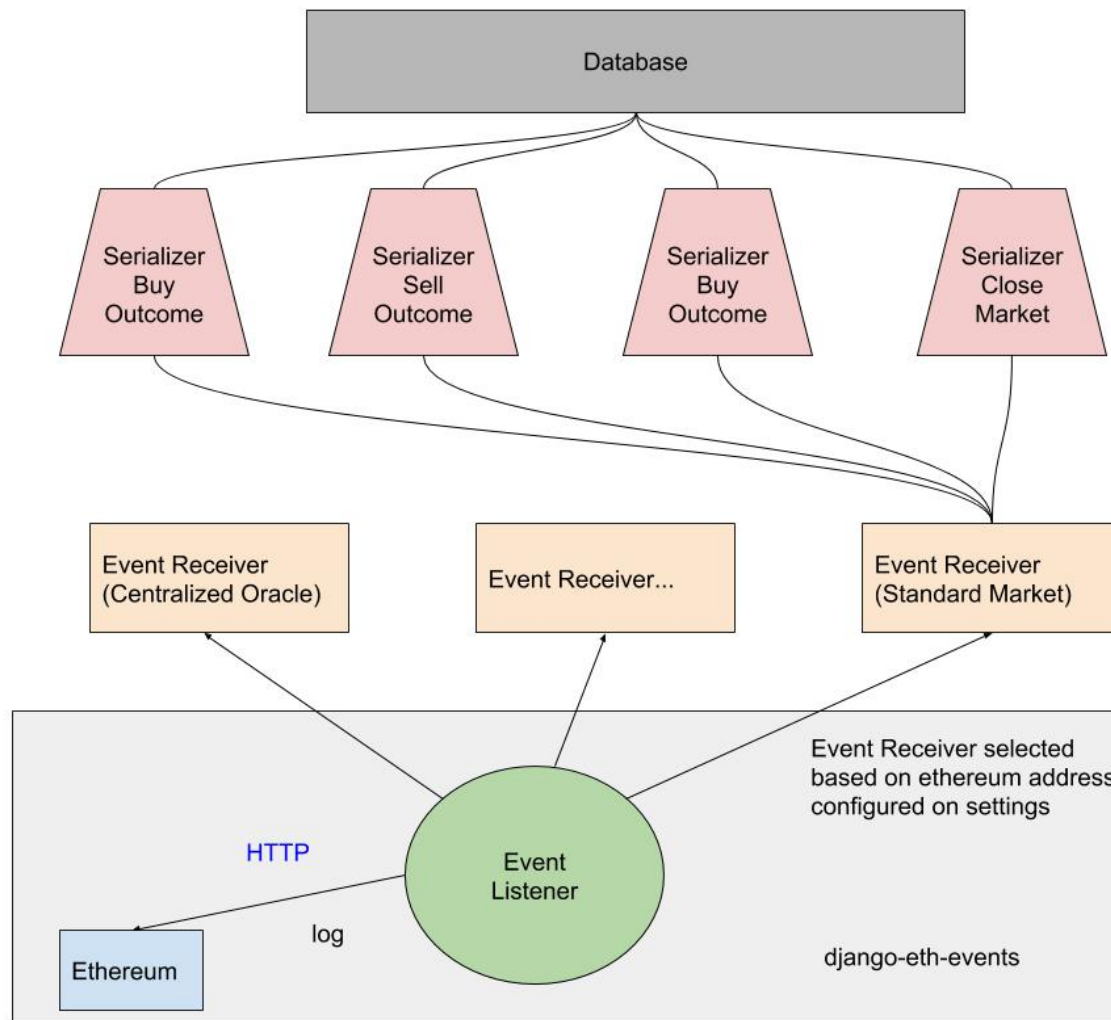 Database
Serializer
Buy
Outcome
Serializer
Sell
Outcome
Serializer
Buy
Outcome
Serializer
Close
Market
Event Receiver
(Centralized Oracle)
Event Receiver...
Event Receiver
(Standard Market)
Event Receiver selected
based on ethereum address
configured on settings
HTTP
Event
Listener
log
Ethereum
django-eth-events